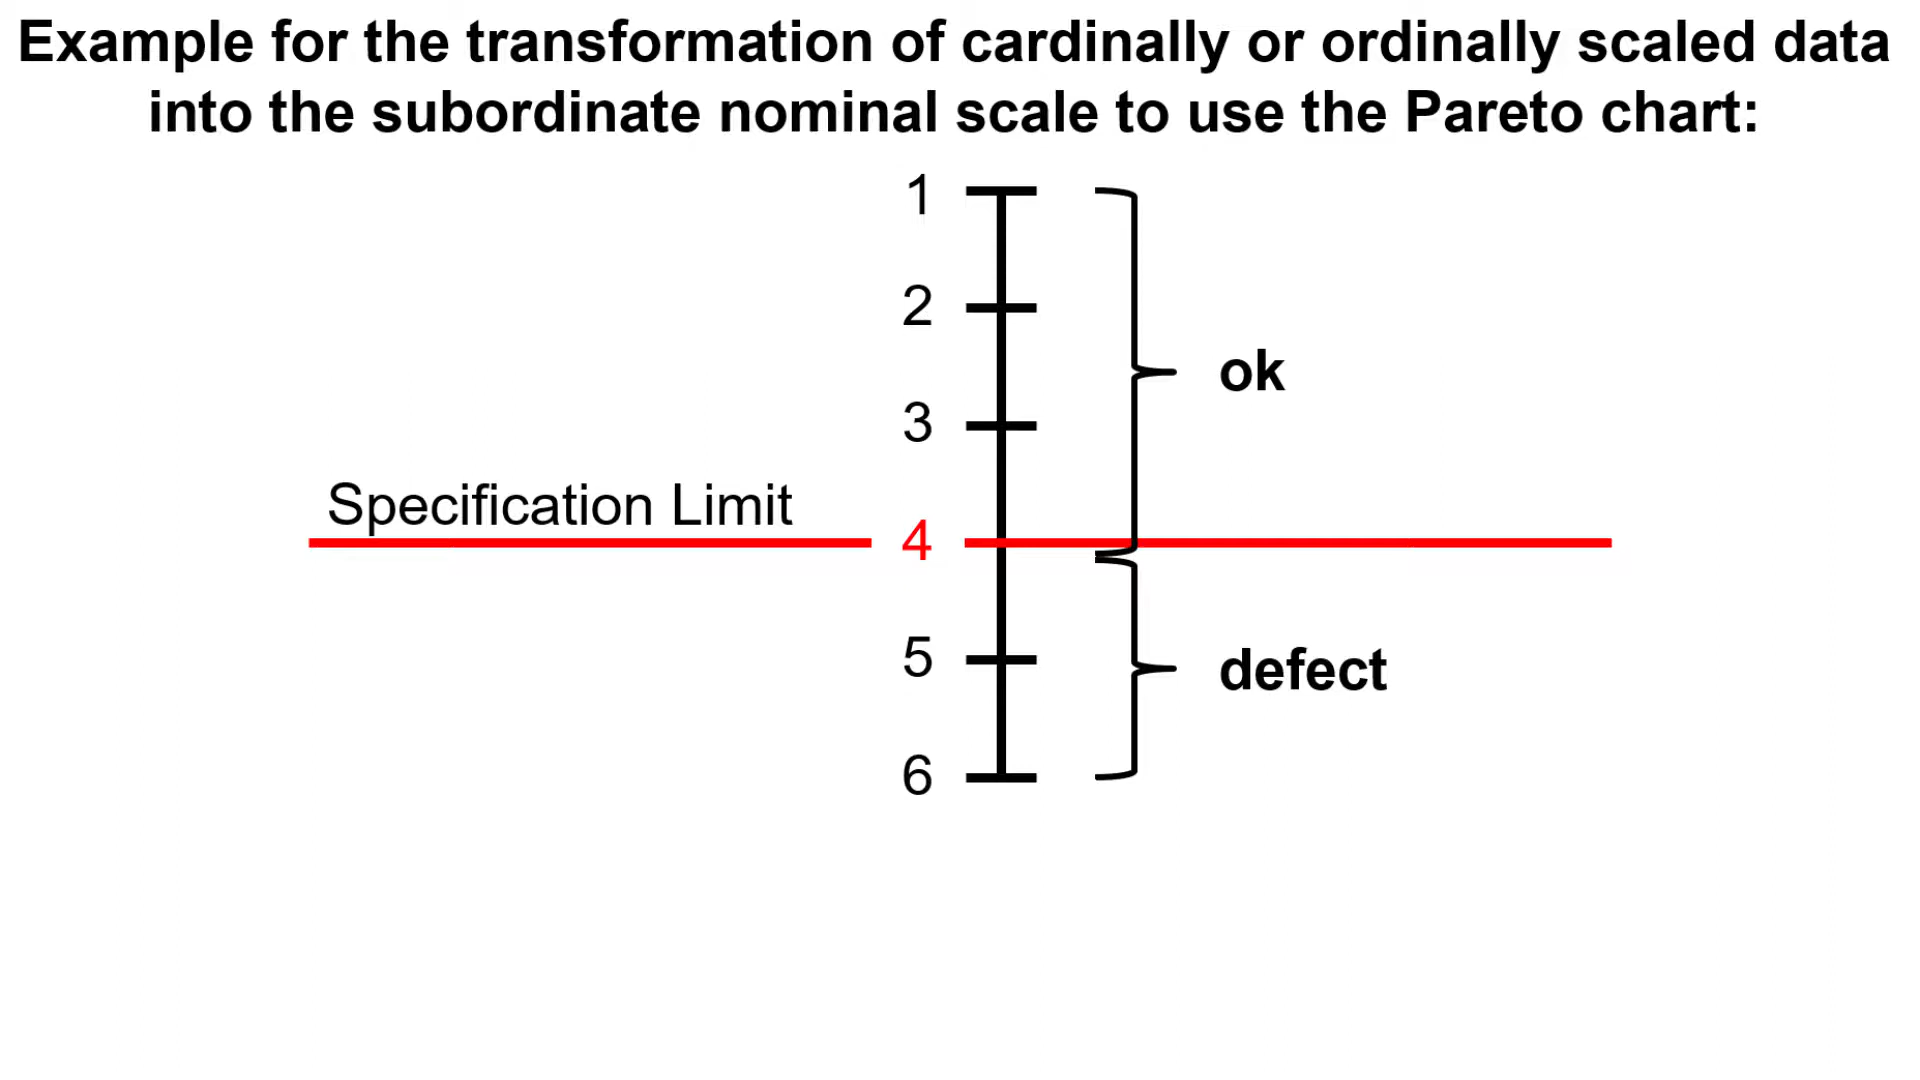 Example for the transformation of cardinally or ordinally scaled data
into the subordinate nominal scale to use the Pareto chart:
1
2
ok
3
Specification Limit
4
5
defect
6